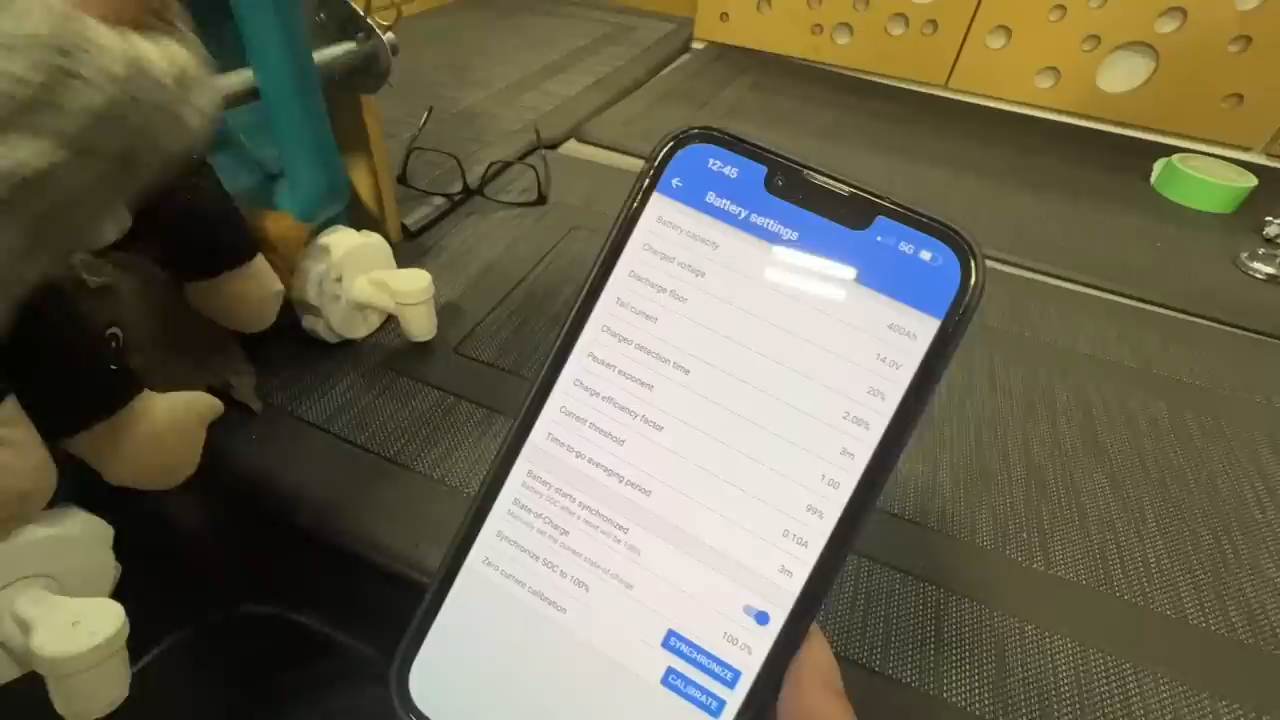 12:45
5G
Battery settings
Battery capacity 400Ah
Charged voltage 14.0V
Discharge floor 20%
Tail current 2.00%
Charged detection time 3m
Peukert exponent 1.00
Charge efficiency factor 99%
Current threshold 0.10A
Time-to-go averaging period 3m
Battery starts synchronized
Battery SOC after a reset will be 100%
State-of-Charge 100.0%
Manually set the current state of charge
Synchronize SOC to 100% SYNCHRONIZE
Zero current calibration CALIBRATE